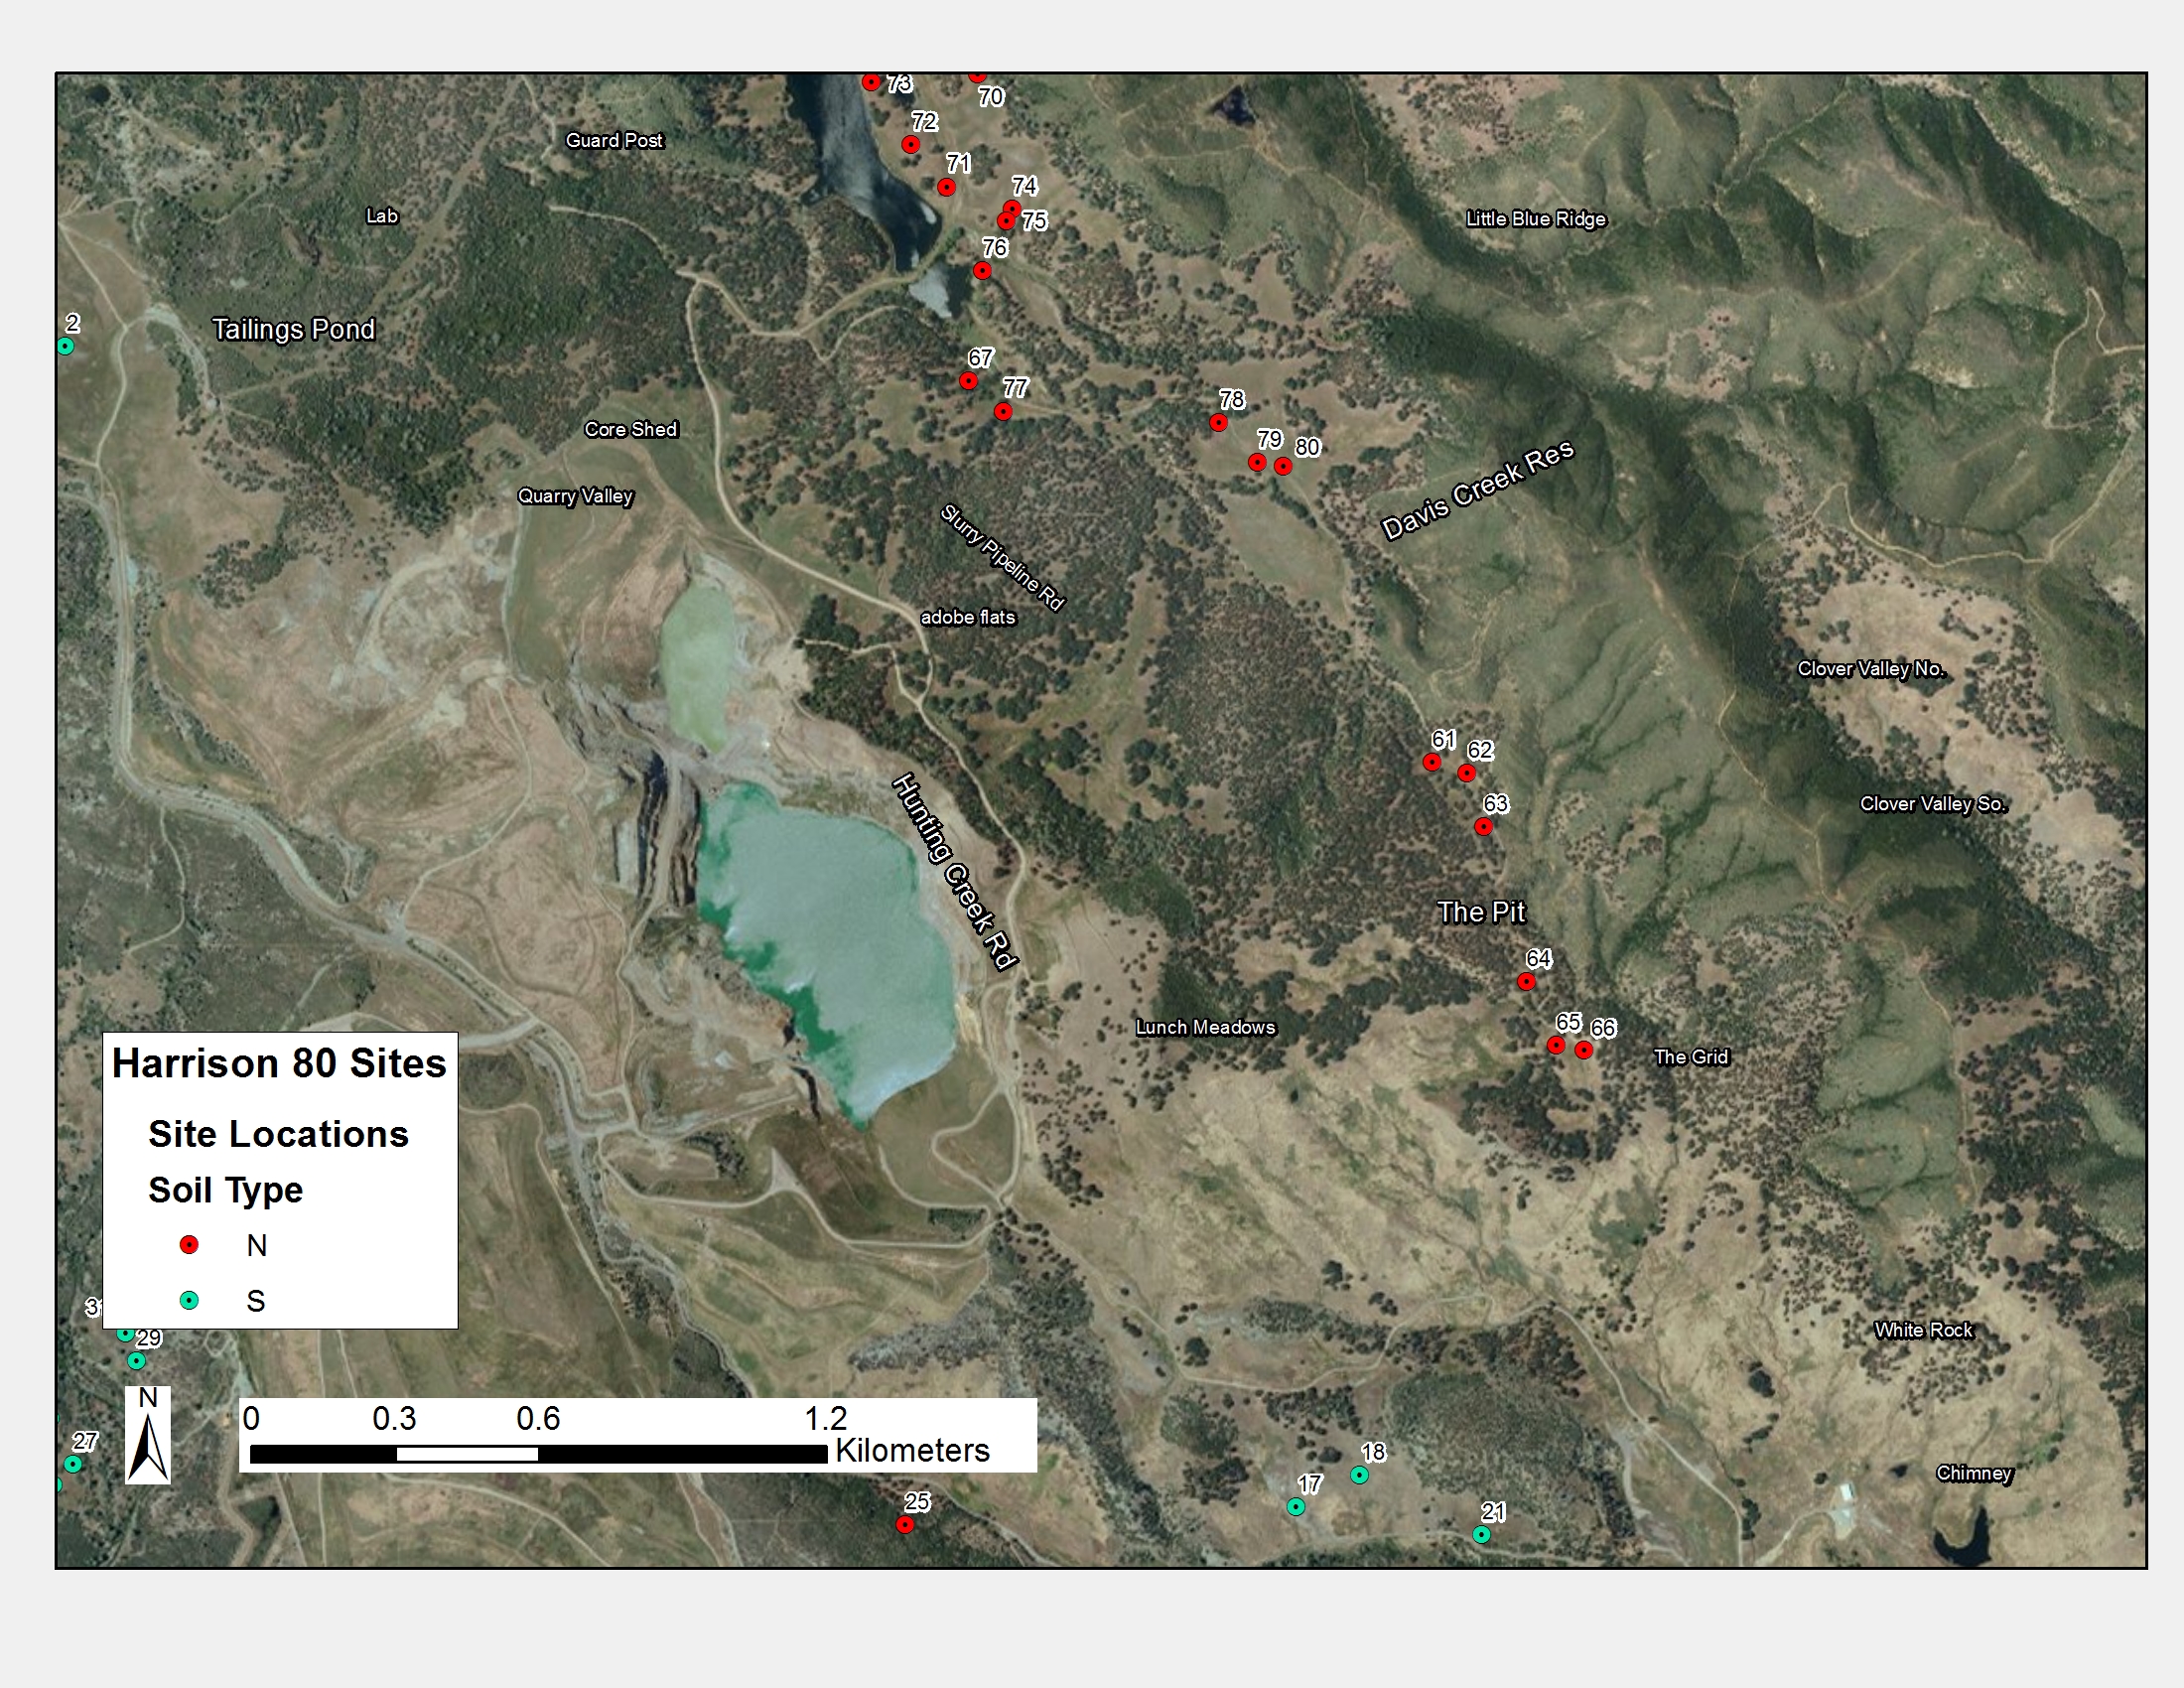 73
70
72
Guard Post
71
74
Lab
Little Blue Ridge
75
76
2
Tailings Pond
67
77
78
Core Shed
79
80
Davis Creek Res
Quarry Valley
Slurry Pipeline Rd
adobe flats
Clover Valley No.
61
62
63
Clover Valley So.
Hunting Creek Rd
The Pit
64
65
66
Lunch Meadows
The Grid
Harrison 80 Sites
Site Locations
Soil Type
N
S
29
White Rock
N
0 0.3 0.6 1.2
Kilometers
27
18
17
Chimney
25
21